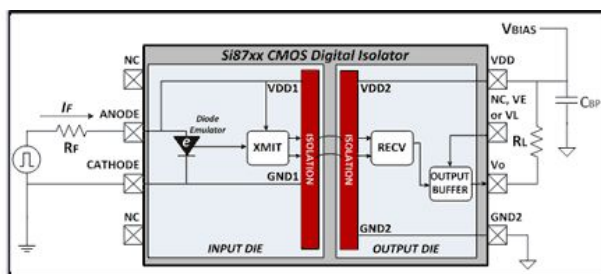 VBIAS
Si87xx CMOS Digital Isolator
NC
VDD
IF
ANODE
RF
CATHODE
NC
VDD1
Diode
Emulator
e
XMIT
GND1
ISOLATION
INPUT DIE
ISOLATION
VDD2
RECV
OUTPUT
BUFFER
GND2
OUTPUT DIE
NC, VE
or VL
CBP
RL
Vo
GND2